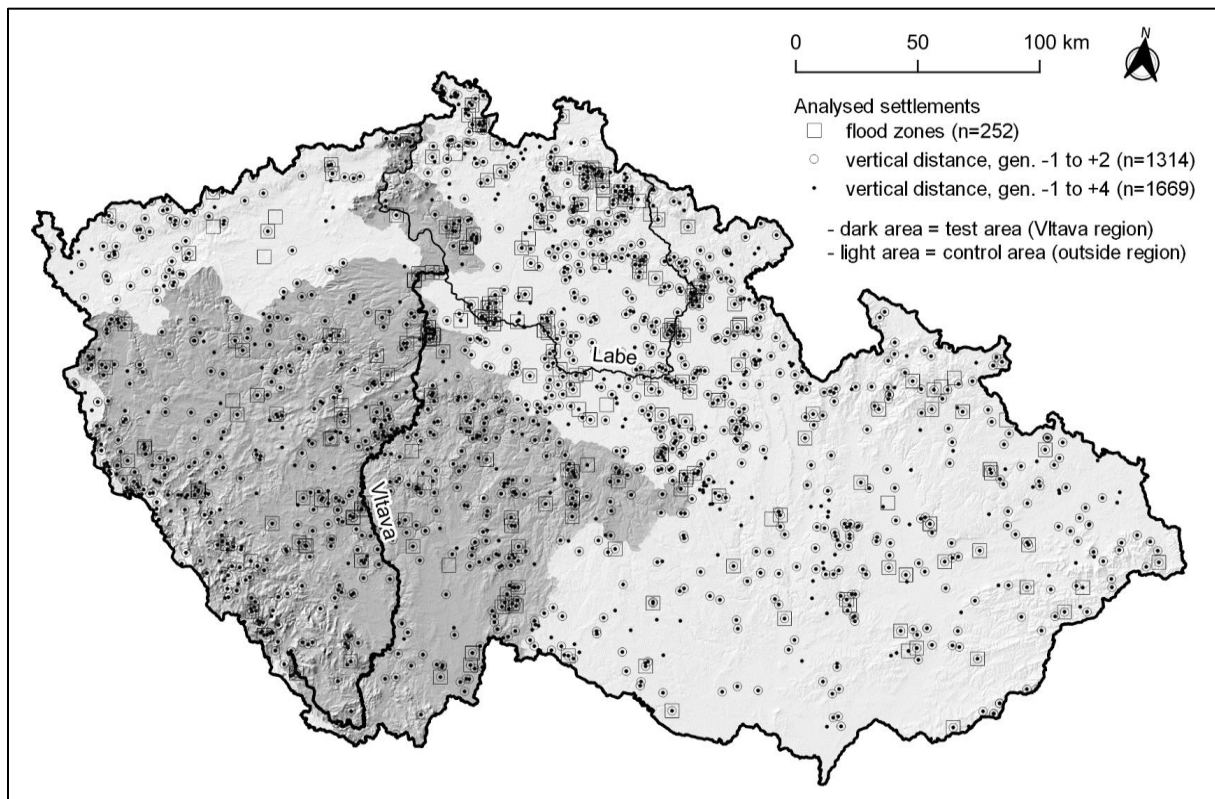 0 50 100 km
N
Analysed settlements
flood zones (n=252)
vertical distance, gen. -1 to +2 (n=1314)
vertical distance, gen. -1 to +4 (n=1669)
- dark area = test area (Vltava region)
- light area = control area (outside region)
Labe
Vltava